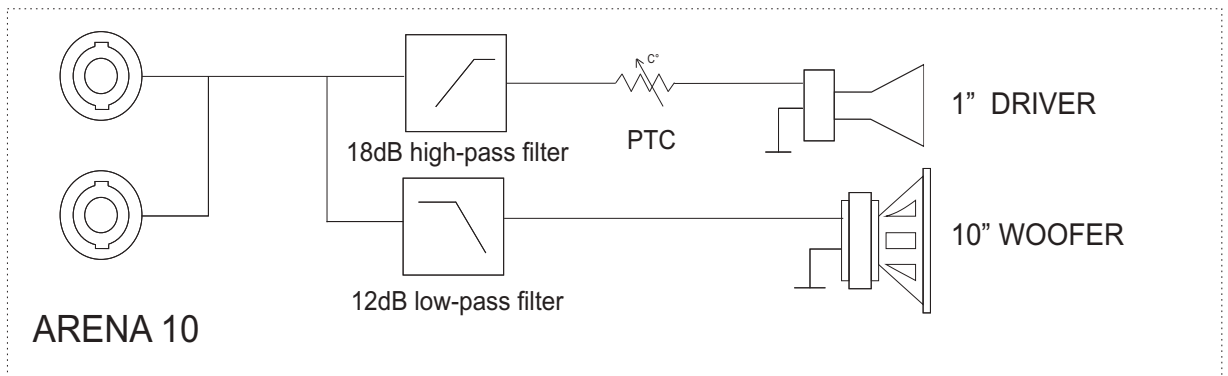 C°
1” DRIVER
PTC
18dB high-pass filter
10” WOOFER
12dB low-pass filter
ARENA 10